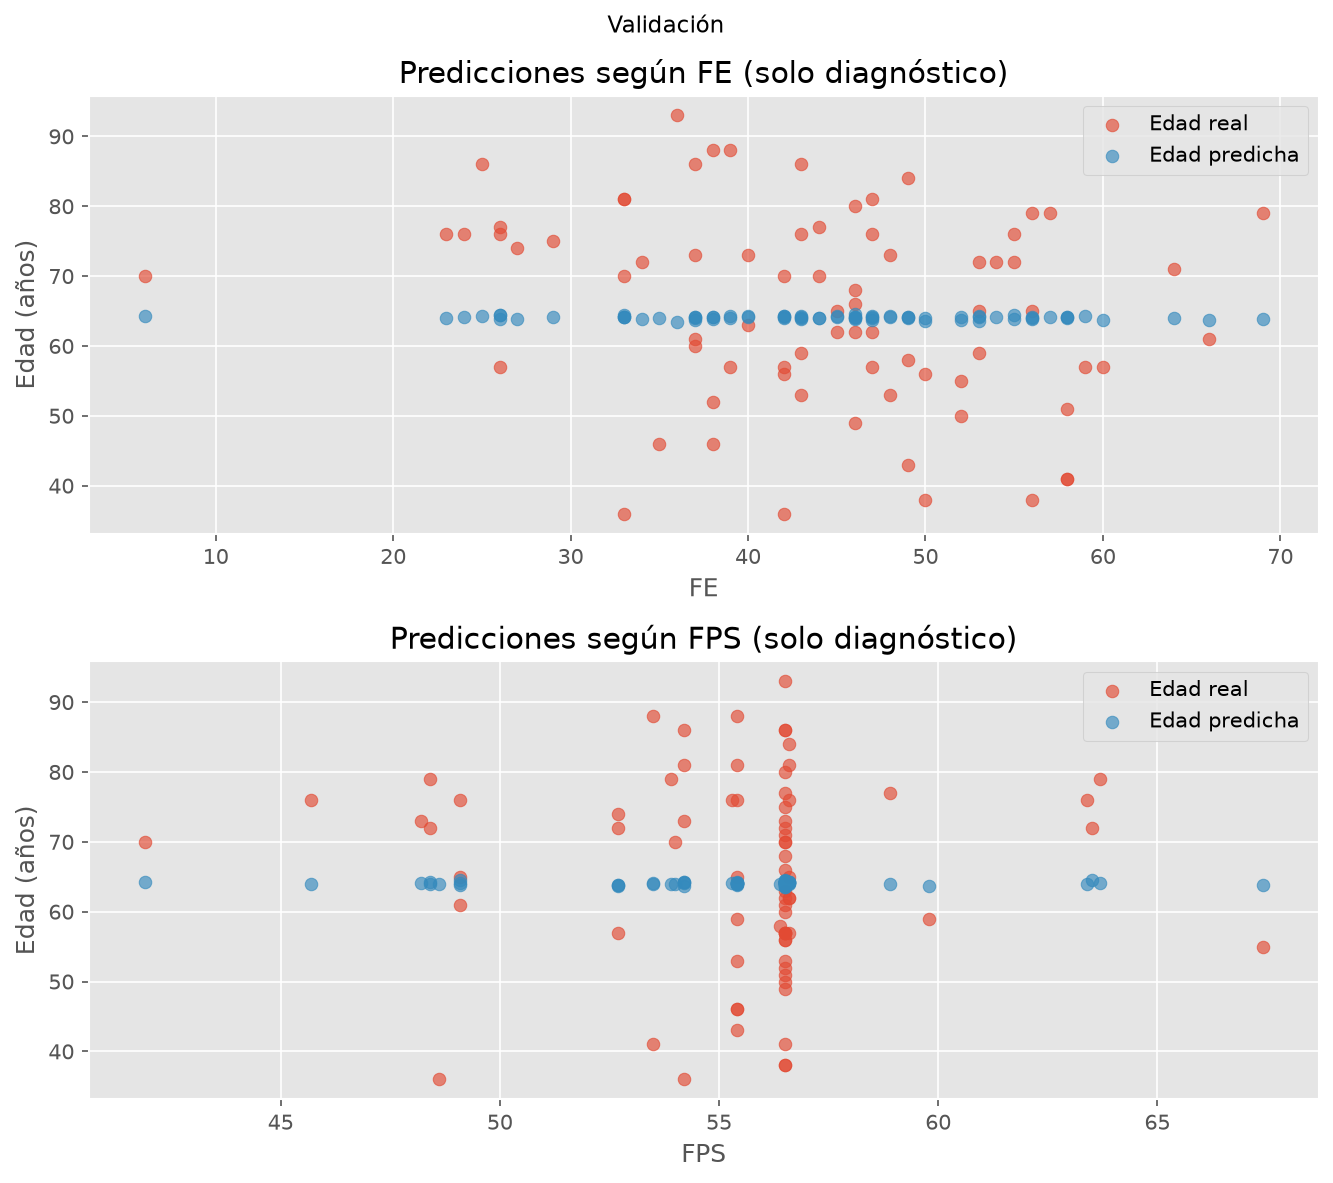 Validación
Predicciones según FE (solo diagnóstico)
Edad real
Edad predicha
90
80
70
60
50
40
Edad (años)
10 20 30 40 50 60 70
FE
Predicciones según FPS (solo diagnóstico)
Edad real
Edad predicha
90
80
70
60
50
40
Edad (años)
45 50 55 60 65
FPS